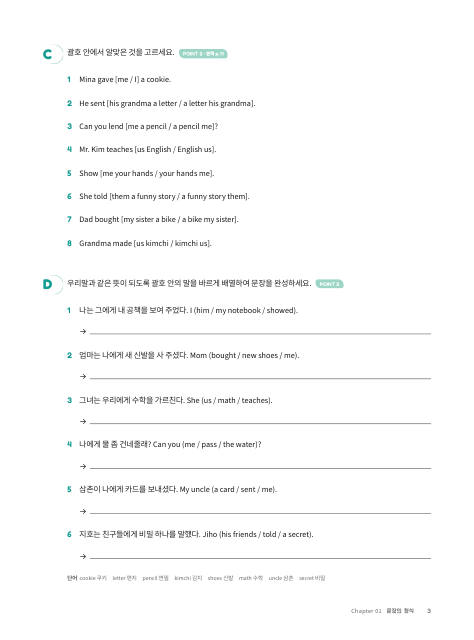 C 괄호 안에서 알맞은 것을 고르세요. POINT 2
1 Mina gave [me / I] a cookie.
2 He sent [his grandma a letter / a letter his grandma].
3 Can you lend [me a pencil / a pencil me]?
4 Mr. Kim teaches [us English / English us].
5 Show [me your hands / your hands me].
6 She told [them a funny story / a funny story them].
7 Dad bought [my sister a bike / a bike my sister].
8 Grandma made [us kimchi / kimchi us].
D 우리말과 같은 뜻이 되도록 괄호 안의 말을 바르게 배열하여 문장을 완성하세요. POINT 2
1 나는 그에게 내 공책을 보여 주었다. I (him / my notebook / showed).
→
2 엄마는 나에게 새 신발을 사 주셨다. Mom (bought / new shoes / me).
→
3 그녀는 우리에게 수학을 가르친다. She (us / math / teaches).
→
4 나에게 물 좀 건네줄래? Can you (me / pass / the water)?
→
5 삼촌이 나에게 카드를 보내셨다. My uncle (a card / sent / me).
→
6 지호는 친구들에게 비밀 하나를 말했다. Jiho (his friends / told / a secret).
→
단어 cookie 쿠키 letter 편지 pencil 연필 kimchi 김치 shoes 신발 math 수학 uncle 삼촌 secret 비밀
Chapter 01 문장의 형식 3